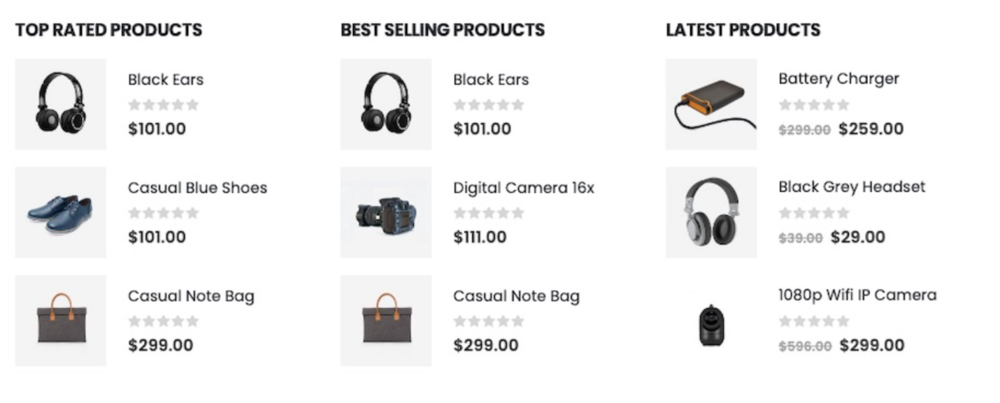 TOP RATED PRODUCTS
Black Ears
$101.00
Casual Blue Shoes
$101.00
Casual Note Bag
$299.00
BEST SELLING PRODUCTS
Black Ears
$101.00
Digital Camera 16x
$111.00
Casual Note Bag
$299.00
LATEST PRODUCTS
Battery Charger
$299.00 $259.00
Black Grey Headset
$39.00 $29.00
1080p Wifi IP Camera
$596.00 $299.00